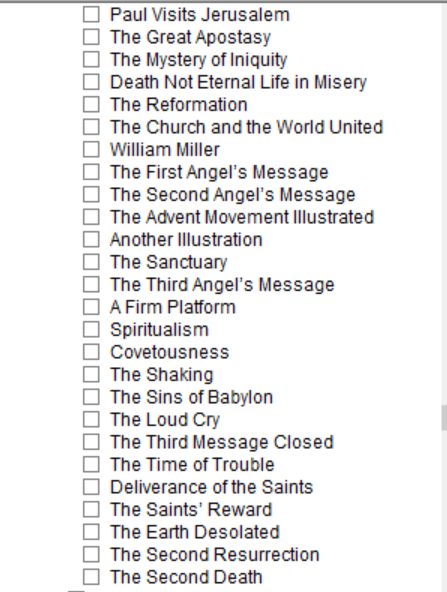 Paul Visits Jerusalem
The Great Apostasy
The Mystery of Iniquity
Death Not Eternal Life in Misery
The Reformation
The Church and the World United
William Miller
The First Angel's Message
The Second Angel's Message
The Advent Movement Illustrated
Another Illustration
The Sanctuary
The Third Angel's Message
A Firm Platform
Spiritualism
Covetousness
The Shaking
The Sins of Babylon
The Loud Cry
The Third Message Closed
The Time of Trouble
Deliverance of the Saints
The Saints' Reward
The Earth Desolated
The Second Resurrection
The Second Death